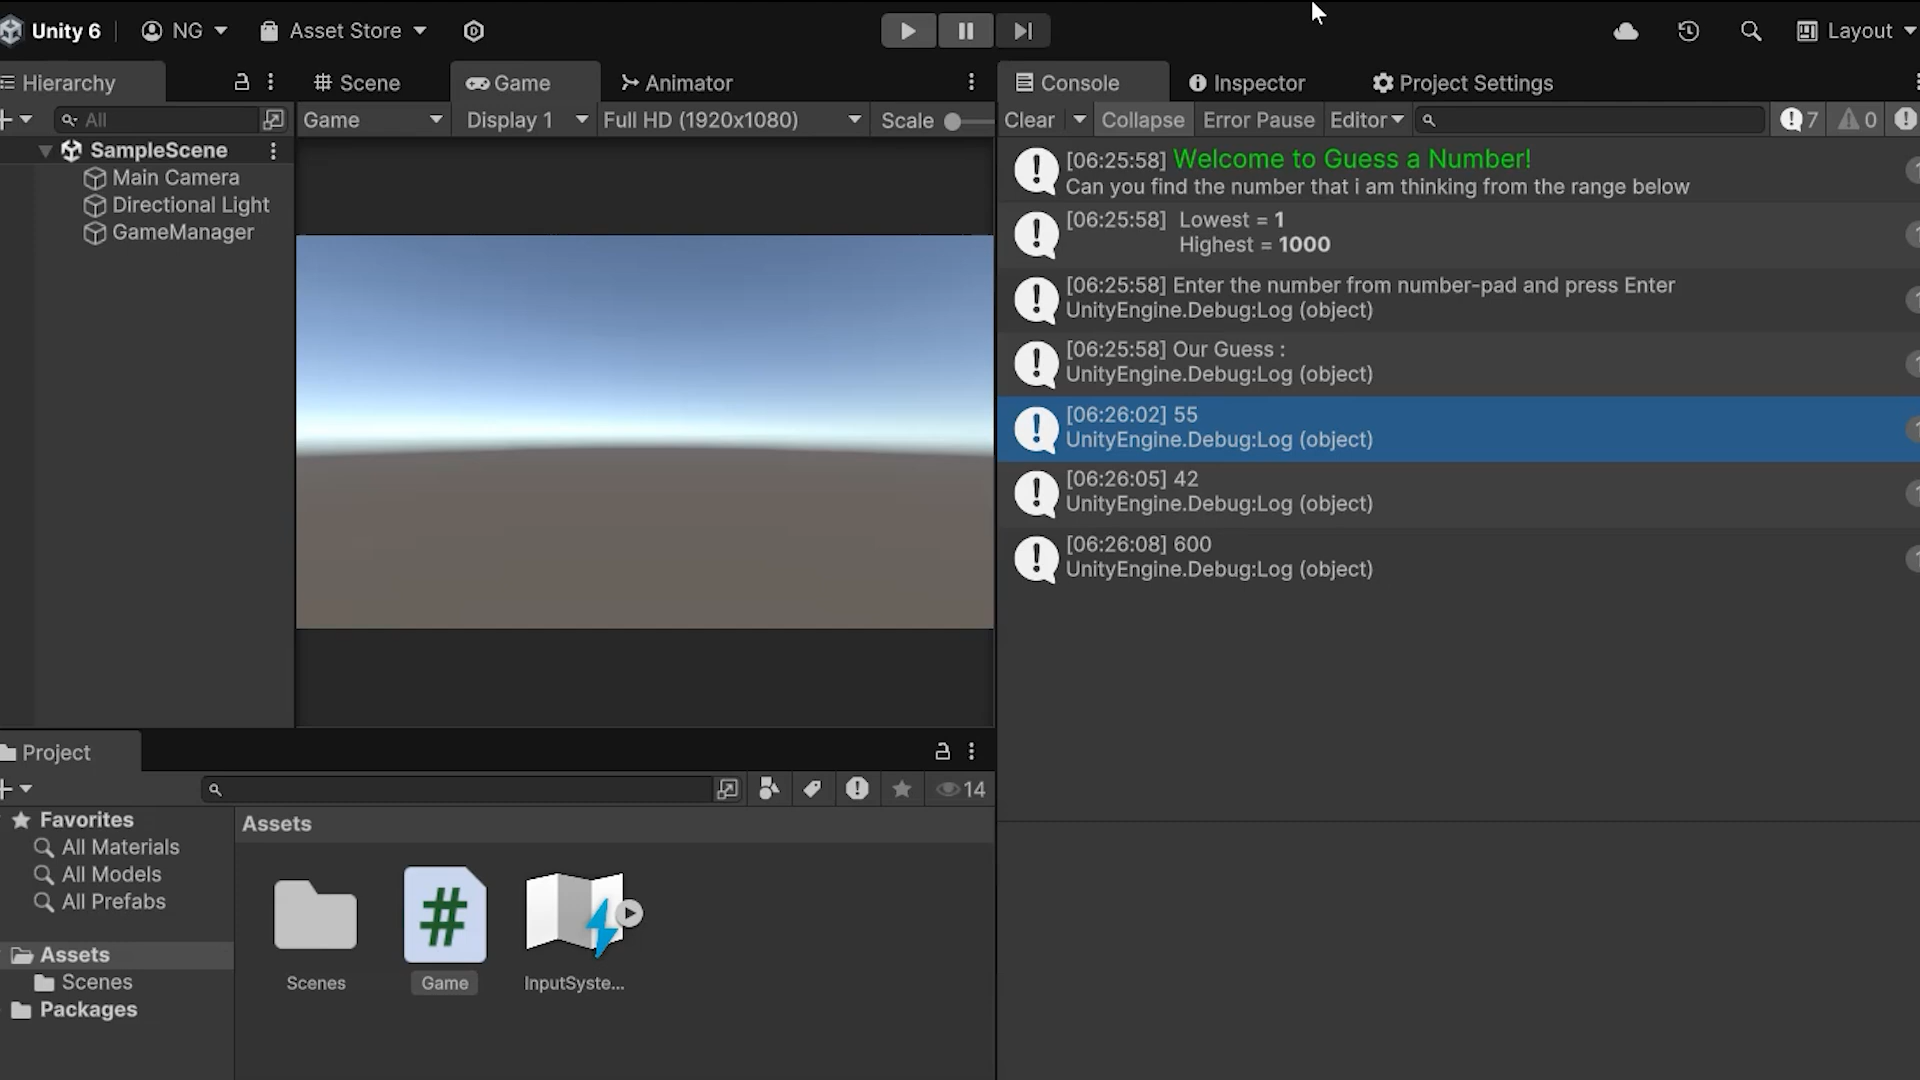 Unity 6 NG Asset Store Layout
Hierarchy Scene Game Animator Console Inspector Project Settings
All Game Display 1 Full HD (1920x1080) Scale Clear Collapse Error Pause Editor 7 0
SampleScene
Main Camera
Directional Light
GameManager
[06:25:58] Welcome to Guess a Number!
Can you find the number that i am thinking from the range below
[06:25:58] Lowest = 1
Highest = 1000
[06:25:58] Enter the number from number-pad and press Enter
UnityEngine.Debug:Log (object)
[06:25:58] Our Guess :
UnityEngine.Debug:Log (object)
[06:26:02] 55
UnityEngine.Debug:Log (object)
[06:26:05] 42
UnityEngine.Debug:Log (object)
[06:26:08] 600
UnityEngine.Debug:Log (object)
Project
14
Favorites
All Materials
All Models
All Prefabs
Assets
Scenes
Packages
Assets
Scenes Game InputSyste...